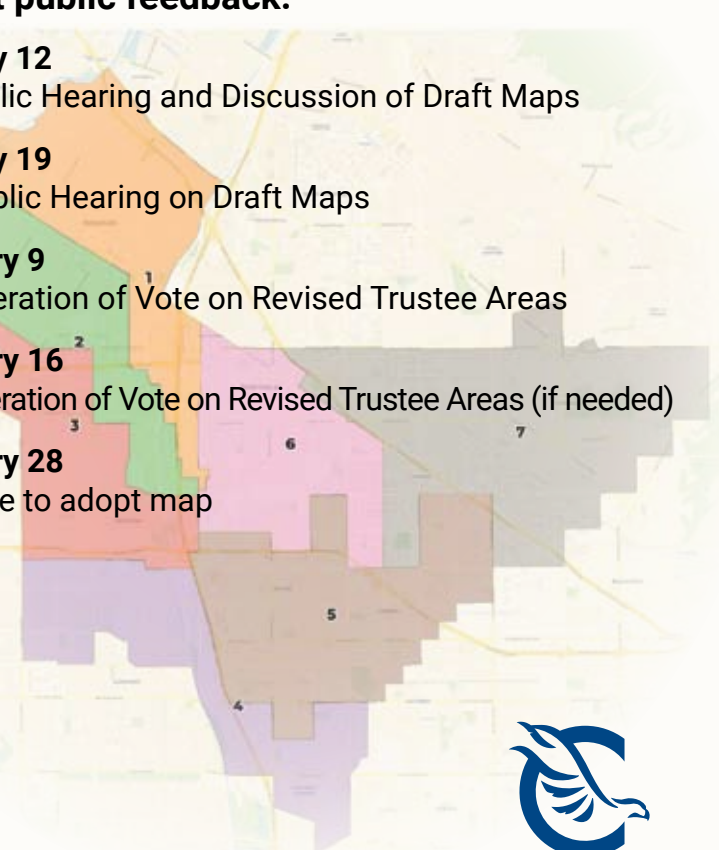 t public feedback.
y 12
lic Hearing and Discussion of Draft Maps
y 19
blic Hearing on Draft Maps
ry 9
eration of Vote on Revised Trustee Areas
ry 16
eration of Vote on Revised Trustee Areas (if needed)
ry 28
e to adopt map
1
2
3
6
7
5
4